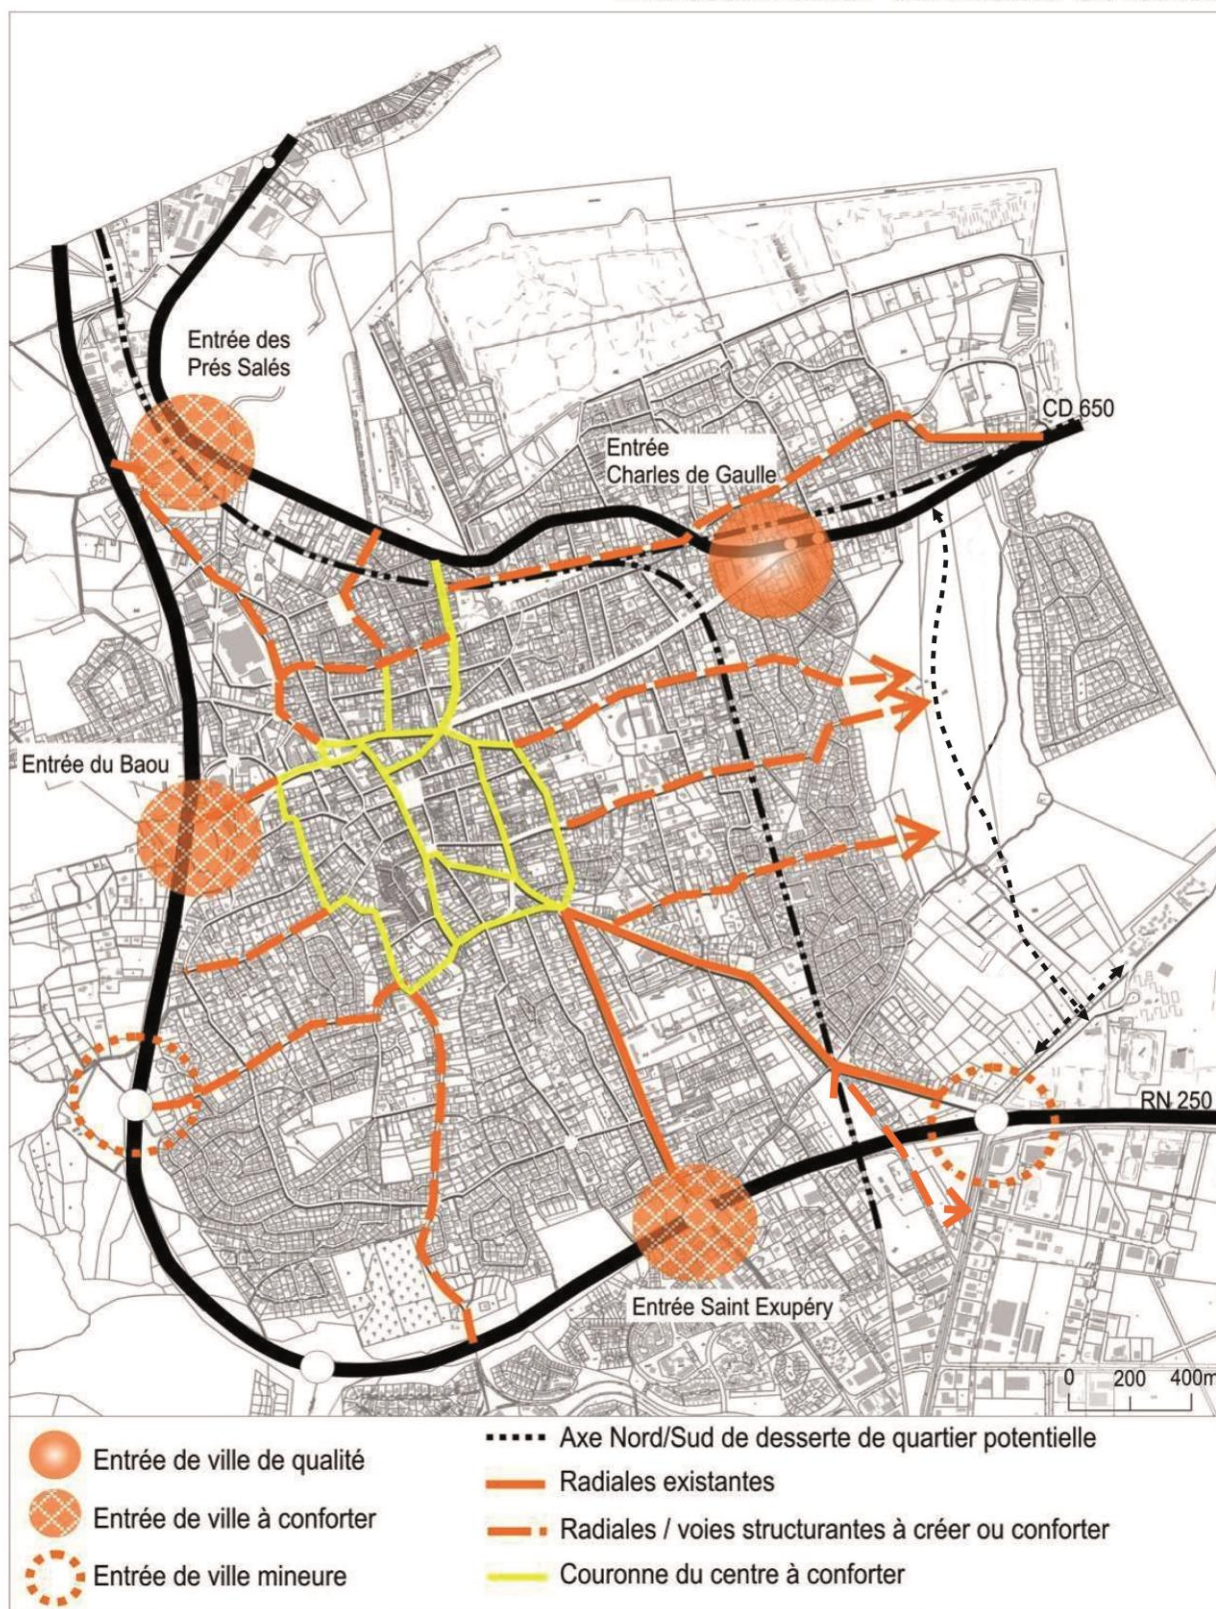 Entrée des
Prés Salés
CD 650
Entrée
Charles de Gaulle
Entrée du Baou
RN 250
Entrée Saint Exupéry
0 200 400m
Entrée de ville de qualité
Entrée de ville à conforter
Entrée de ville mineure
Axe Nord/Sud de desserte de quartier potentielle
Radiales existantes
Radiales / voies structurantes à créer ou conforter
Couronne du centre à conforter